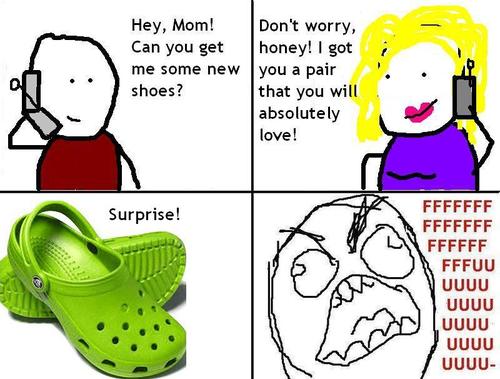 Hey, Mom!
Can you get
me some new
shoes?
Don't worry,
honey! I got
you a pair
that you will
absolutely
love!
Surprise!
FFFFFFF
FFFFFFF
FFFFFF
FFFUU
UUUU
UUUU
UUUU
UUUU
UUUU-